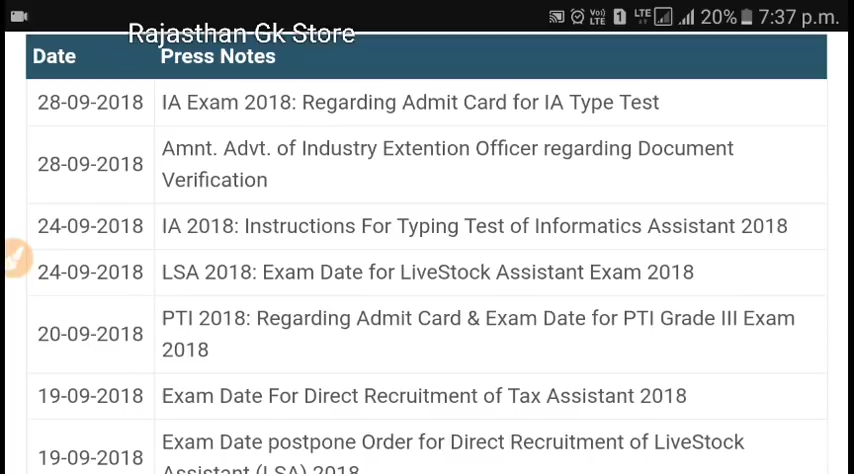 LTE 20% 7:37 p.m.
Rajasthan Gk Store
Date Press Notes
28-09-2018 IA Exam 2018: Regarding Admit Card for IA Type Test
28-09-2018 Amnt. Advt. of Industry Extention Officer regarding Document
Verification
24-09-2018 IA 2018: Instructions For Typing Test of Informatics Assistant 2018
24-09-2018 LSA 2018: Exam Date for LiveStock Assistant Exam 2018
20-09-2018 PTI 2018: Regarding Admit Card & Exam Date for PTI Grade III Exam
2018
19-09-2018 Exam Date For Direct Recruitment of Tax Assistant 2018
19-09-2018 Exam Date postpone Order for Direct Recruitment of LiveStock
Assistant (LSA) 2018